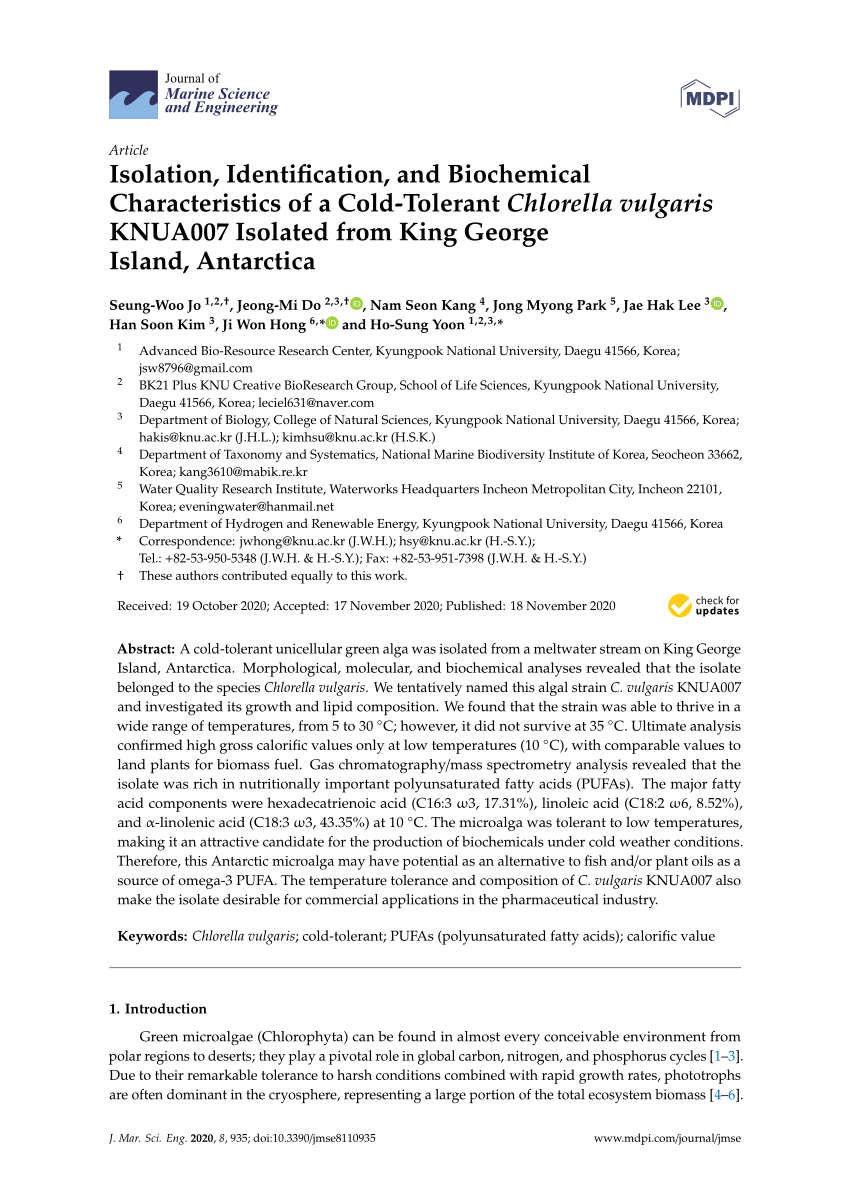 Journal of
Marine Science
and Engineering
MDPI
Article
Isolation, Identification, and Biochemical
Characteristics of a Cold-Tolerant Chlorella vulgaris
KNUA007 Isolated from King George
Island, Antarctica
Seung-Woo Jo 1,2,†, Jeong-Mi Do 2,3,† iD, Nam Seon Kang 4, Jong Myong Park 5, Jae Hak Lee 3 iD,
Han Soon Kim 3, Ji Won Hong 6,* iD and Ho-Sung Yoon 1,2,3,*
1 Advanced Bio-Resource Research Center, Kyungpook National University, Daegu 41566, Korea;
jsw8796@gmail.com
2 BK21 Plus KNU Creative BioResearch Group, School of Life Sciences, Kyungpook National University,
Daegu 41566, Korea; leciel631@naver.com
3 Department of Biology, College of Natural Sciences, Kyungpook National University, Daegu 41566, Korea;
hakis@knu.ac.kr (J.H.L.); kimhsu@knu.ac.kr (H.S.K.)
4 Department of Taxonomy and Systematics, National Marine Biodiversity Institute of Korea, Seocheon 33662,
Korea; kang3610@mabik.re.kr
5 Water Quality Research Institute, Waterworks Headquarters Incheon Metropolitan City, Incheon 22101,
Korea; eveningwater@hanmail.net
6 Department of Hydrogen and Renewable Energy, Kyungpook National University, Daegu 41566, Korea
* Correspondence: jwhong@knu.ac.kr (J.W.H.); hsy@knu.ac.kr (H.-S.Y.);
Tel.: +82-53-950-5348 (J.W.H. & H.-S.Y.); Fax: +82-53-951-7398 (J.W.H. & H.-S.Y.)
† These authors contributed equally to this work.
Received: 19 October 2020; Accepted: 17 November 2020; Published: 18 November 2020
check for
updates
Abstract: A cold-tolerant unicellular green alga was isolated from a meltwater stream on King George
Island, Antarctica. Morphological, molecular, and biochemical analyses revealed that the isolate
belonged to the species Chlorella vulgaris. We tentatively named this algal strain C. vulgaris KNUA007
and investigated its growth and lipid composition. We found that the strain was able to thrive in a
wide range of temperatures, from 5 to 30 °C; however, it did not survive at 35 °C. Ultimate analysis
confirmed high gross calorific values only at low temperatures (10 °C), with comparable values to
land plants for biomass fuel. Gas chromatography/mass spectrometry analysis revealed that the
isolate was rich in nutritionally important polyunsaturated fatty acids (PUFAs). The major fatty
acid components were hexadecatrienoic acid (C16:3 ω3, 17.31%), linoleic acid (C18:2 ω6, 8.52%),
and α-linolenic acid (C18:3 ω3, 43.35%) at 10 °C. The microalga was tolerant to low temperatures,
making it an attractive candidate for the production of biochemicals under cold weather conditions.
Therefore, this Antarctic microalga may have potential as an alternative to fish and/or plant oils as a
source of omega-3 PUFA. The temperature tolerance and composition of C. vulgaris KNUA007 also
make the isolate desirable for commercial applications in the pharmaceutical industry.
Keywords: Chlorella vulgaris; cold-tolerant; PUFAs (polyunsaturated fatty acids); calorific value
1. Introduction
Green microalgae (Chlorophyta) can be found in almost every conceivable environment from
polar regions to deserts; they play a pivotal role in global carbon, nitrogen, and phosphorus cycles [1–3].
Due to their remarkable tolerance to harsh conditions combined with rapid growth rates, phototrophs
are often dominant in the cryosphere, representing a large portion of the total ecosystem biomass [4–6].
J. Mar. Sci. Eng. 2020, 8, 935; doi:10.3390/jmse8110935
www.mdpi.com/journal/jmse